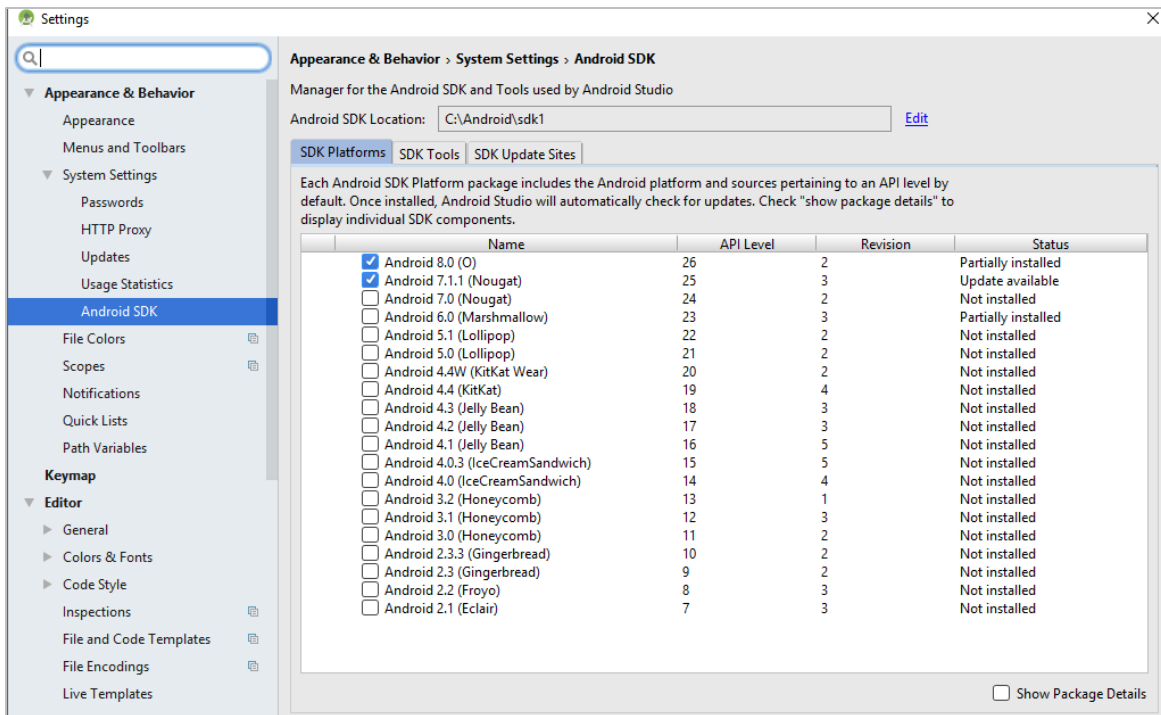 Settings
Appearance & Behavior
Appearance
Menus and Toolbars
System Settings
Passwords
HTTP Proxy
Updates
Usage Statistics
Android SDK
File Colors
Scopes
Notifications
Quick Lists
Path Variables
Keymap
Editor
General
Colors & Fonts
Code Style
Inspections
File and Code Templates
File Encodings
Live Templates
Appearance & Behavior › System Settings › Android SDK
Manager for the Android SDK and Tools used by Android Studio
Android SDK Location: C:\Android\sdk1 Edit
SDK Platforms SDK Tools SDK Update Sites
Each Android SDK Platform package includes the Android platform and sources pertaining to an API level by
default. Once installed, Android Studio will automatically check for updates. Check "show package details" to
display individual SDK components.
Name API Level Revision Status
Android 8.0 (O) 26 2 Partially installed
Android 7.1.1 (Nougat) 25 3 Update available
Android 7.0 (Nougat) 24 2 Not installed
Android 6.0 (Marshmallow) 23 3 Partially installed
Android 5.1 (Lollipop) 22 2 Not installed
Android 5.0 (Lollipop) 21 2 Not installed
Android 4.4W (KitKat Wear) 20 2 Not installed
Android 4.4 (KitKat) 19 4 Not installed
Android 4.3 (Jelly Bean) 18 3 Not installed
Android 4.2 (Jelly Bean) 17 3 Not installed
Android 4.1 (Jelly Bean) 16 5 Not installed
Android 4.0.3 (IceCreamSandwich) 15 5 Not installed
Android 4.0 (IceCreamSandwich) 14 4 Not installed
Android 3.2 (Honeycomb) 13 1 Not installed
Android 3.1 (Honeycomb) 12 3 Not installed
Android 3.0 (Honeycomb) 11 2 Not installed
Android 2.3.3 (Gingerbread) 10 2 Not installed
Android 2.3 (Gingerbread) 9 2 Not installed
Android 2.2 (Froyo) 8 3 Not installed
Android 2.1 (Eclair) 7 3 Not installed
Show Package Details